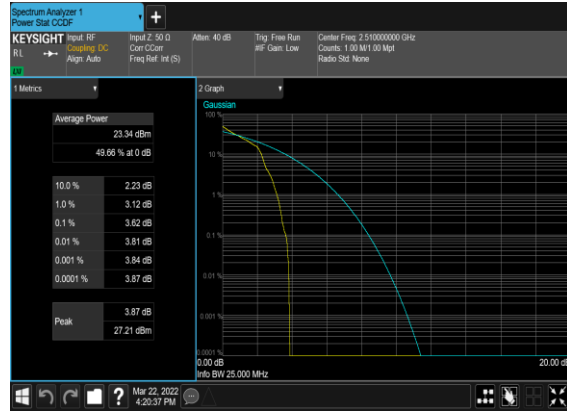 Spectrum Analyzer 1
Power Stat CCDF
+
KEYSIGHT
RL
Input: RF
Coupling: DC
Align: Auto
Input Z: 50 Ω
Corr CCorr
Freq Ref: Int (S)
Atten: 40 dB
Trig: Free Run
#IF Gain: Low
Center Freq: 2.510000000 GHz
Counts: 1.00 M/1.00 Mpt
Radio Std: None
1 Metrics
Average Power
23.34 dBm
49.66 % at 0 dB
10.0 % 2.23 dB
1.0 % 3.12 dB
0.1 % 3.62 dB
0.01 % 3.81 dB
0.001 % 3.84 dB
0.0001 % 3.87 dB
Peak
3.87 dB
27.21 dBm
2 Graph
Gaussian
100 %
10 %
1 %
0.1 %
0.01 %
0.001 %
0.0001 %
0.00 dB
20.00 dB
Info BW 25.000 MHz
?
Mar 22, 2022
4:20:37 PM